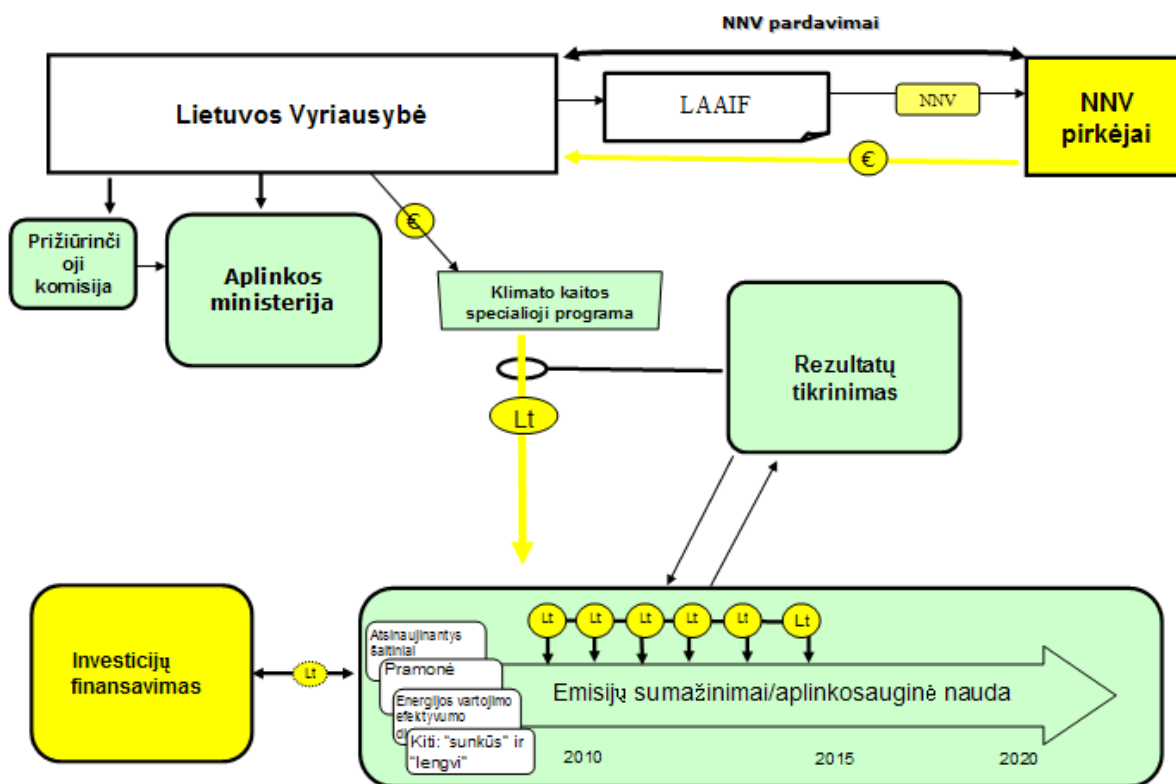 NNV pardavimai
Lietuvos Vyriausybė
LAAIF
NNV
NNV
pirkėjai
€
€
Prižiūrinči
oji
komisija
Aplinkos
ministerija
Klimato kaitos
specialioji programa
Rezultatų
tikrinimas
Lt
Investicijų
finansavimas
Lt
Lt
Lt
Lt
Lt
Lt
Lt
Atsinaujinantys
šaltiniai
Pramonė
Energijos vartojimo
efektyvumo
Kiti: "sunkūs" ir
"lengvi"
Emisijų sumažinimai/aplinkosauginė nauda
2010
2015
2020